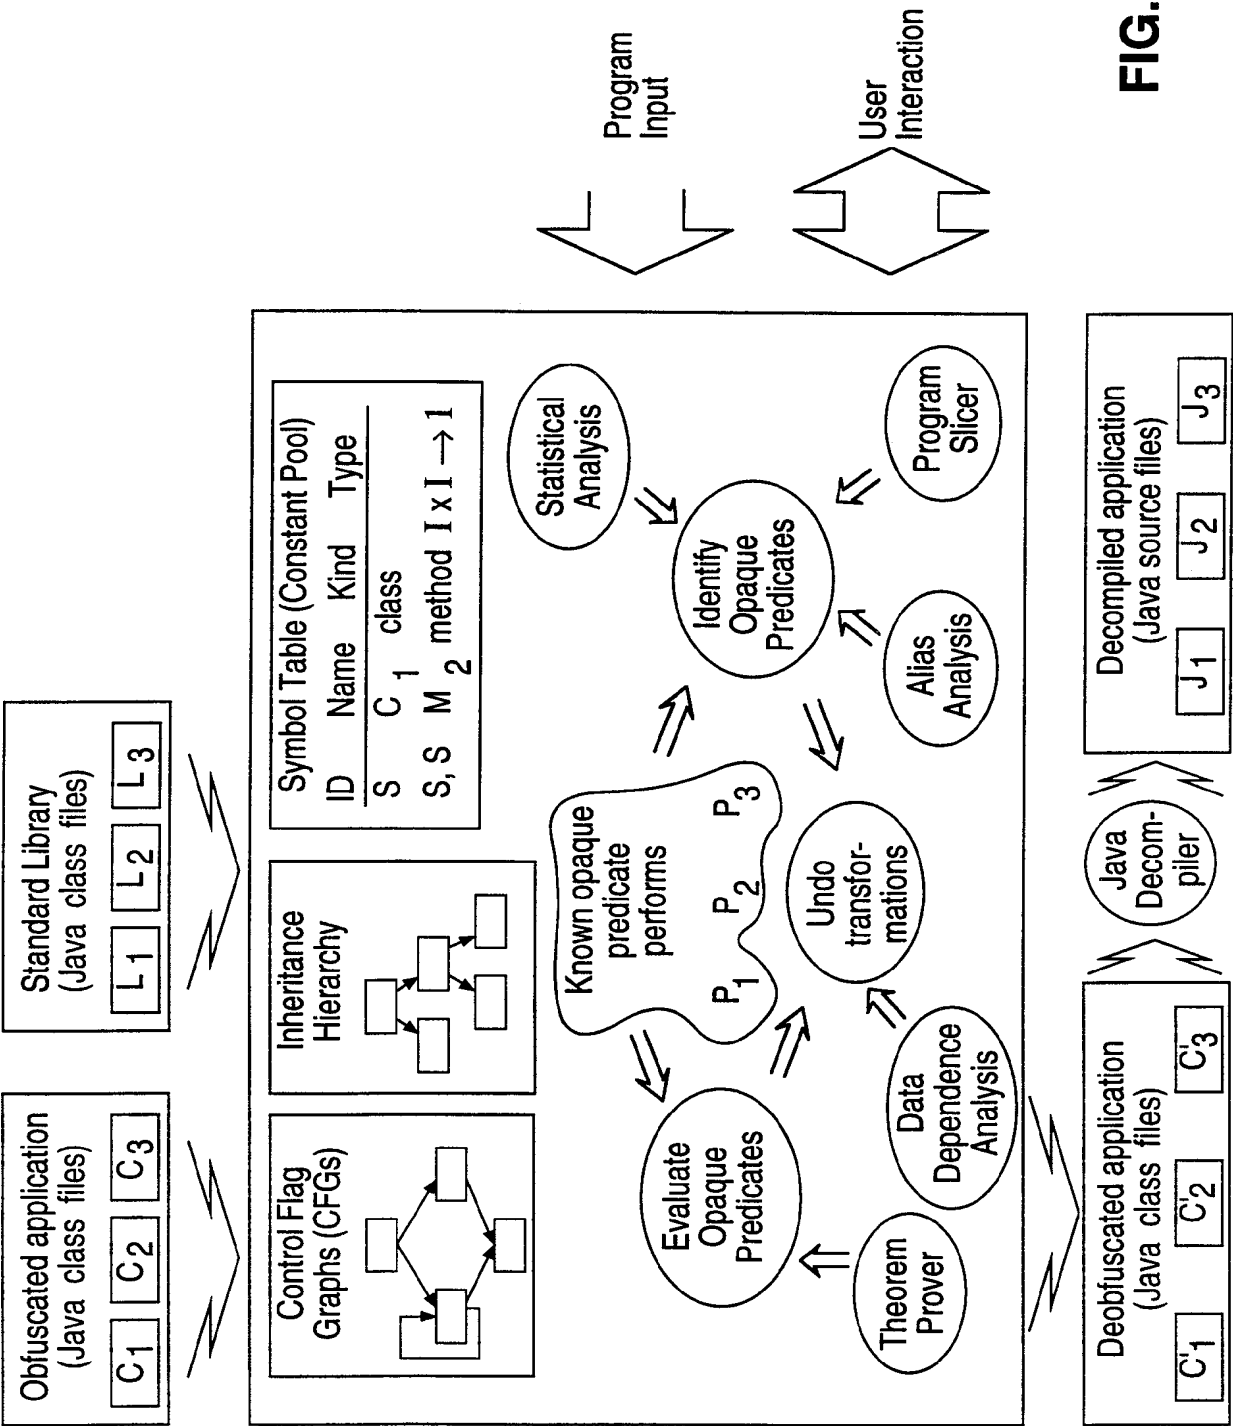 Obfuscated application
(Java class files)
C1 C2 C3
Standard Library
(Java class files)
L1 L2 L3
Control Flag
Graphs (CFGs)
Inheritance
Hierarchy
Symbol Table (Constant Pool)
ID Name Kind Type
S C1 class
S, S M2 method I x I → 1
Program
Input
User
Interaction
Statistical
Analysis
Known opaque
predicate
performs
P1 P2 P3
Evaluate
Opaque
Predicates
Identify
Opaque
Predicates
Undo
transfor-
mations
Theorem
Prover
Data
Dependence
Analysis
Alias
Analysis
Program
Slicer
Deobfuscated application
(Java class files)
C'1 C'2 C'3
Java
Decom-
piler
Decompiled application
(Java source files)
J1 J2 J3
FIG.